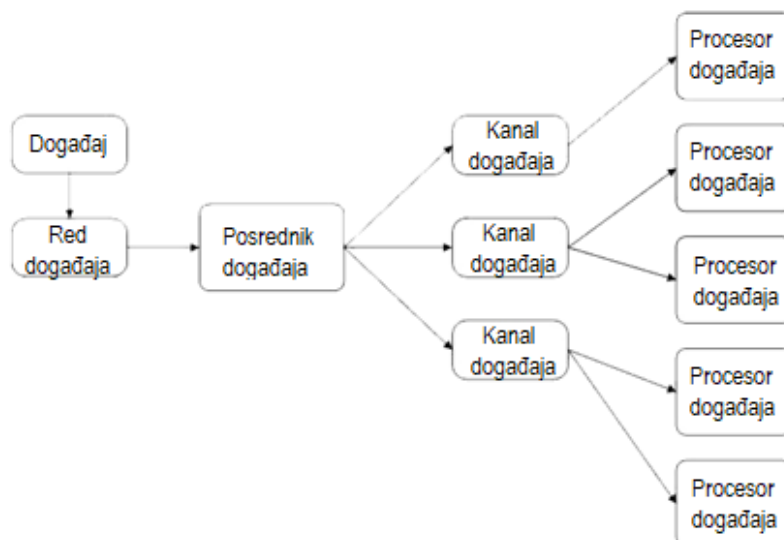 Događaj
Red
događaja
Posrednik
događaja
Kanal
događaja
Kanal
događaja
Kanal
događaja
Procesor
događaja
Procesor
događaja
Procesor
događaja
Procesor
događaja
Procesor
događaja